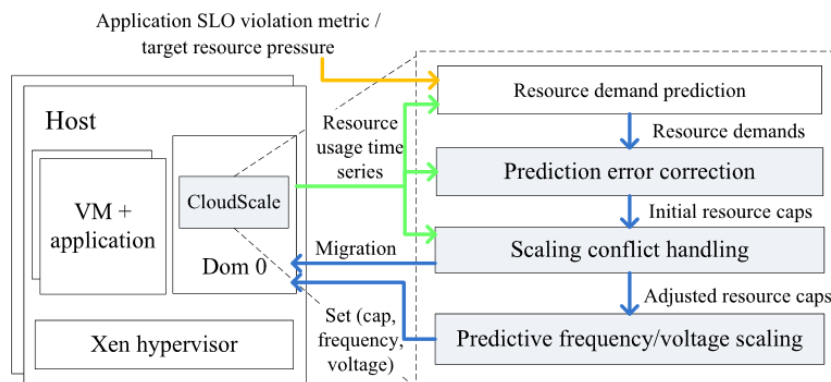 Application SLO violation metric /
target resource pressure
Host
VM +
application
CloudScale
Dom 0
Xen hypervisor
Resource
usage time
series
Migration
Set (cap,
frequency,
voltage)
Resource demand prediction
Resource demands
Prediction error correction
Initial resource caps
Scaling conflict handling
Adjusted resource caps
Predictive frequency/voltage scaling